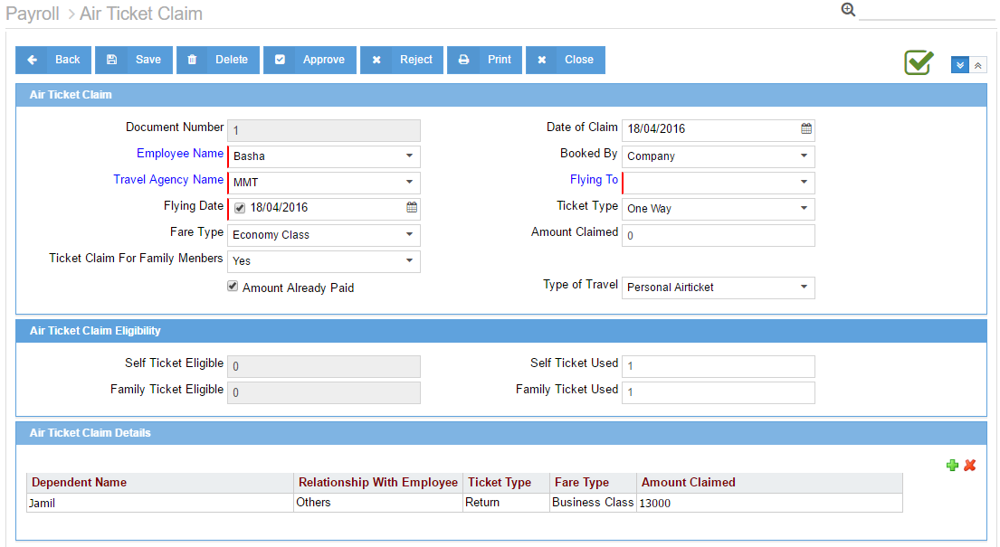 Payroll > Air Ticket Claim
Back Save Delete Approve Reject Print Close
Air Ticket Claim
Document Number 1 Date of Claim 18/04/2016
Employee Name Basha Booked By Company
Travel Agency Name MMT Flying To
Flying Date 18/04/2016 Ticket Type One Way
Fare Type Economy Class Amount Claimed 0
Ticket Claim For Family Menbers Yes
Amount Already Paid Type of Travel Personal Airticket
Air Ticket Claim Eligibility
Self Ticket Eligible 0 Self Ticket Used 1
Family Ticket Eligible 0 Family Ticket Used 1
Air Ticket Claim Details
Dependent Name Relationship With Employee Ticket Type Fare Type Amount Claimed
Jamil Others Return Business Class 13000